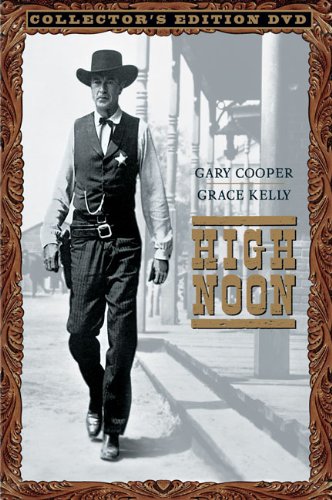 COLLECTOR'S EDITION DVD
GARY COOPER
GRACE KELLY
HIGH
NOON